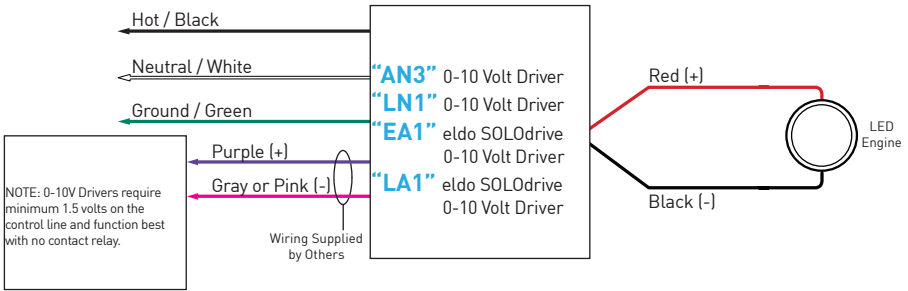 Hot / Black
Neutral / White
Ground / Green
Purple (+)
Gray or Pink (-)
NOTE: 0-10V Drivers require
minimum 1.5 volts on the
control line and function best
with no contact relay.
Wiring Supplied
by Others
“AN3” 0-10 Volt Driver
“LN1” 0-10 Volt Driver
“EA1” eldo SOLOdrive
0-10 Volt Driver
“LA1” eldo SOLOdrive
0-10 Volt Driver
Red (+)
Black (-)
LED
Engine